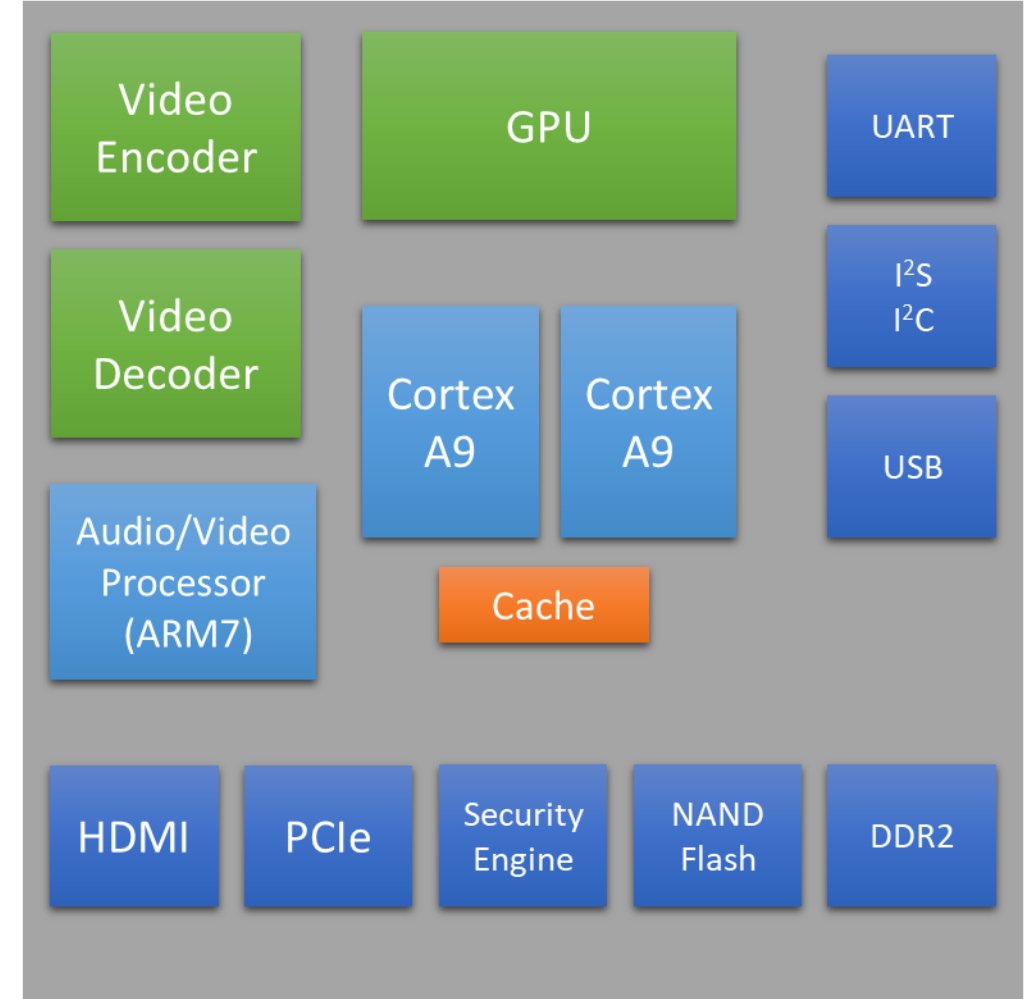 Video
Encoder
GPU
UART
Video
Decoder
I²S
I²C
Cortex
A9
Cortex
A9
USB
Audio/Video
Processor
(ARM7)
Cache
HDMI
PCIe
Security
Engine
NAND
Flash
DDR2